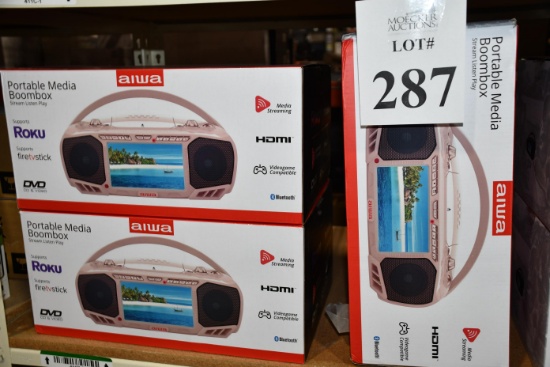 MOECKER
AUCTIONS
LOT#
287
aiwa
Portable Media
Boombox
Stream Listen Play
Supports
ROKU
Supports
firetvstick
DVD
Media
Streaming
HDMI
Videogame
Compatible
Bluetooth
aiwa
Portable Media
Boombox
Stream Listen Play
Supports
ROKU
Supports
firetvstick
DVD
Media
Streaming
HDMI
Videogame
Compatible
Bluetooth
Portable Media
Boombox
Stream Listen Play
aiwa
Media
Streaming
HDMI
Videogame
Compatible
Bluetooth